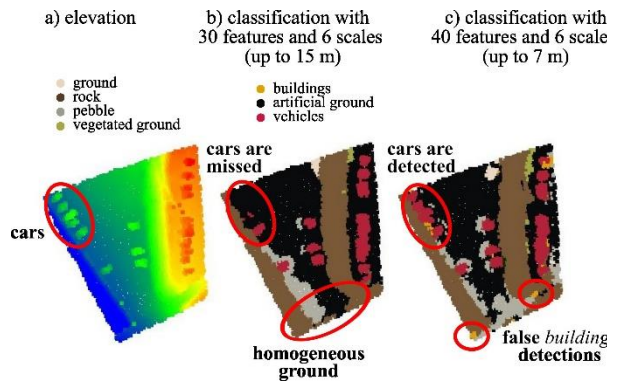 a) elevation
b) classification with
30 features and 6 scales
(up to 15 m)
c) classification with
40 features and 6 scale
(up to 7 m)
ground
rock
pebble
vegetated ground
buildings
artificial ground
vehicles
cars are
missed
cars are
detected
cars
homogeneous
ground
false building
detections